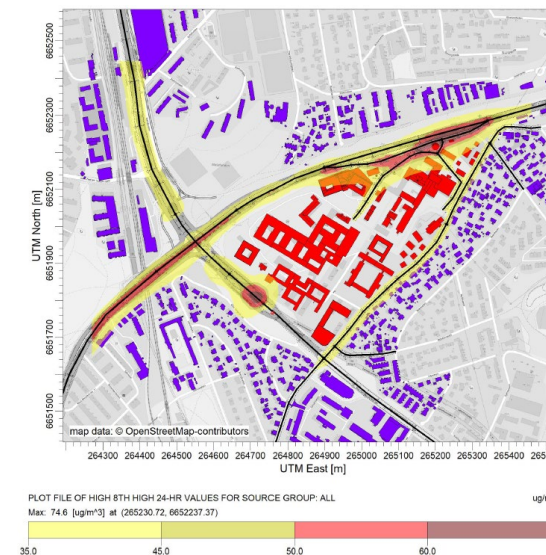 6652500
6652300
6652100
6651900
6651700
6651500
UTM North [m]
map data: © OpenStreetMap-contributors
264300 264400 264500 264600 264700 264800 264900 265000 265100 265200 265300 265400 265
UTM East [m]
PLOT FILE OF HIGH 8TH HIGH 24-HR VALUES FOR SOURCE GROUP: ALL
ug/
Max: 74.6 [ug/m^3] at (265230.72, 6652237.37)
35.0 45.0 50.0 60.0